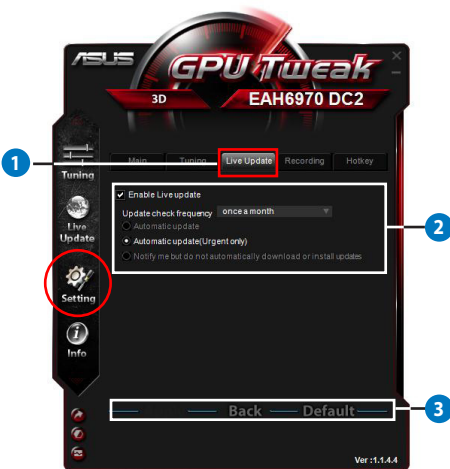 ASUS
GPU Tweak
3D EAH6970 DC2
1
Main Tuning Live Update Recording Hotkey
Tuning
Enable Liveupdate
Update check frequency once a month
Automatic update
Automatic update(Urgent only)
Notify me but do not automatically download or install updates
2
Live
Update
Setting
Info
Back Default
3
Ver :1.1.4.4